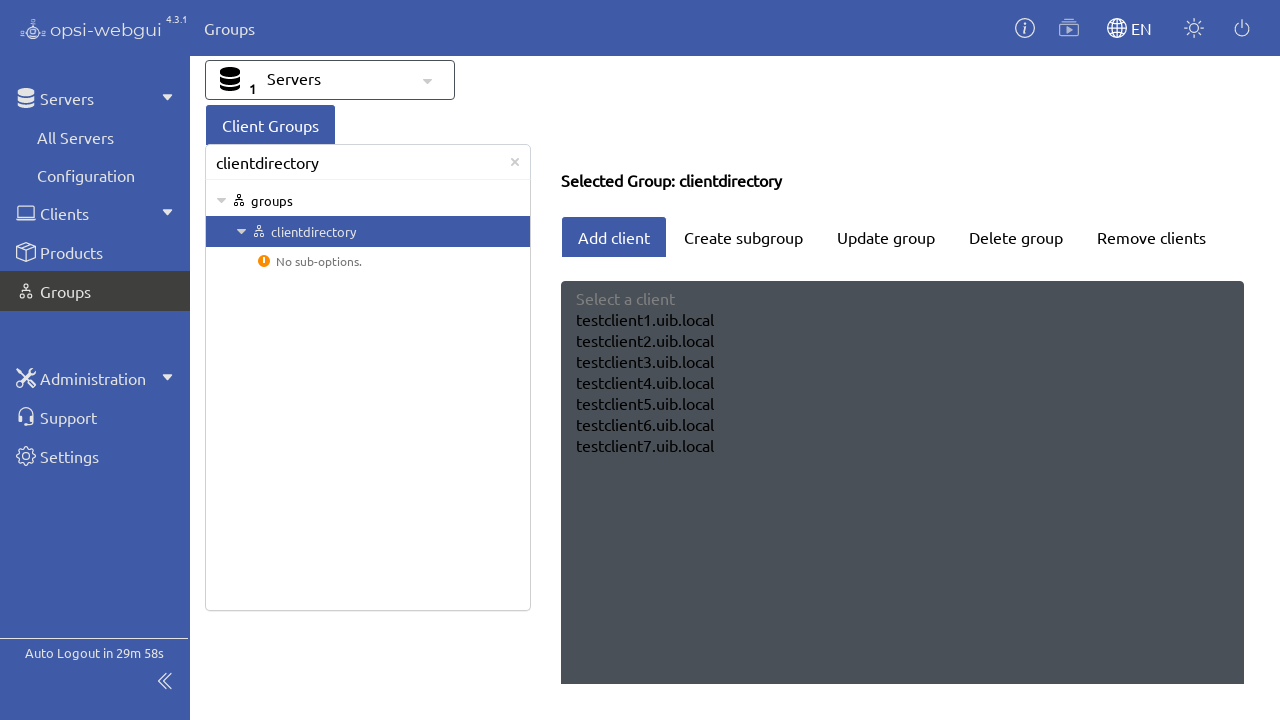 opsi-webgui 4.3.1
Groups
EN
Servers
All Servers
Configuration
Clients
Products
Groups
Administration
Support
Settings
Auto Logout in 29m 58s
1 Servers
Client Groups
clientdirectory ×
groups
clientdirectory
No sub-options.
Selected Group: clientdirectory
Add client Create subgroup Update group Delete group Remove clients
Select a client
testclient1.uib.local
testclient2.uib.local
testclient3.uib.local
testclient4.uib.local
testclient5.uib.local
testclient6.uib.local
testclient7.uib.local